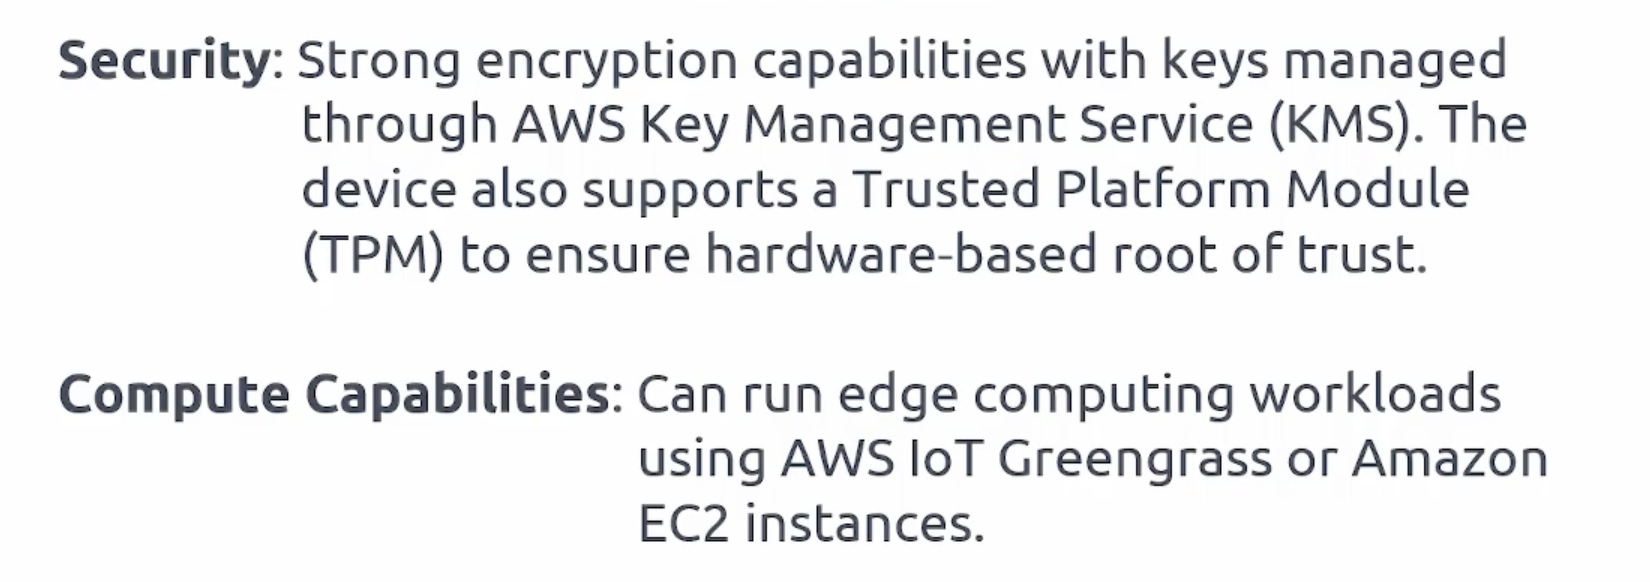 Security: Strong encryption capabilities with keys managed
through AWS Key Management Service (KMS). The
device also supports a Trusted Platform Module
(TPM) to ensure hardware-based root of trust.
Compute Capabilities: Can run edge computing workloads
using AWS IoT Greengrass or Amazon
EC2 instances.